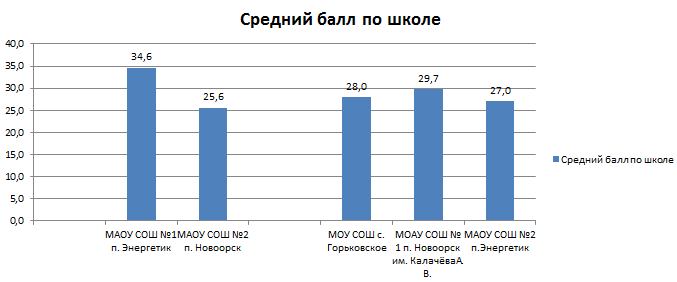 Средний балл по школе
40,0
35,0
30,0
25,0
20,0
15,0
10,0
5,0
0,0
34,6
25,6
28,0
29,7
27,0
МАОУ СОШ №1
п. Энергетик
МАОУ СОШ №2
п. Новоорск
МОУ СОШ с.
Горьковское
МОАУ СОШ №
1 п. Новоорск
им. КалачёваА.
В.
МАОУ СОШ №2
п.Энергетик
Средний балл по школе